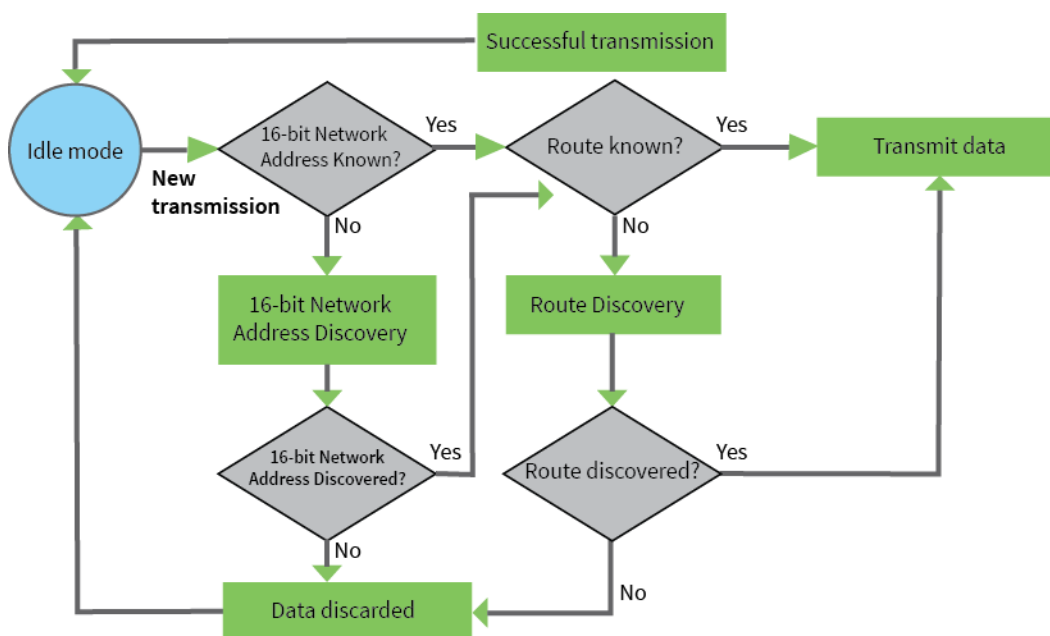 Successful transmission
Idle mode
New
transmission
16-bit Network
Address Known?
Yes
Route known?
Yes
Transmit data
No
No
16-bit Network
Address Discovery
Route Discovery
16-bit Network
Address Discovered?
Yes
Route discovered?
Yes
No
No
Data discarded